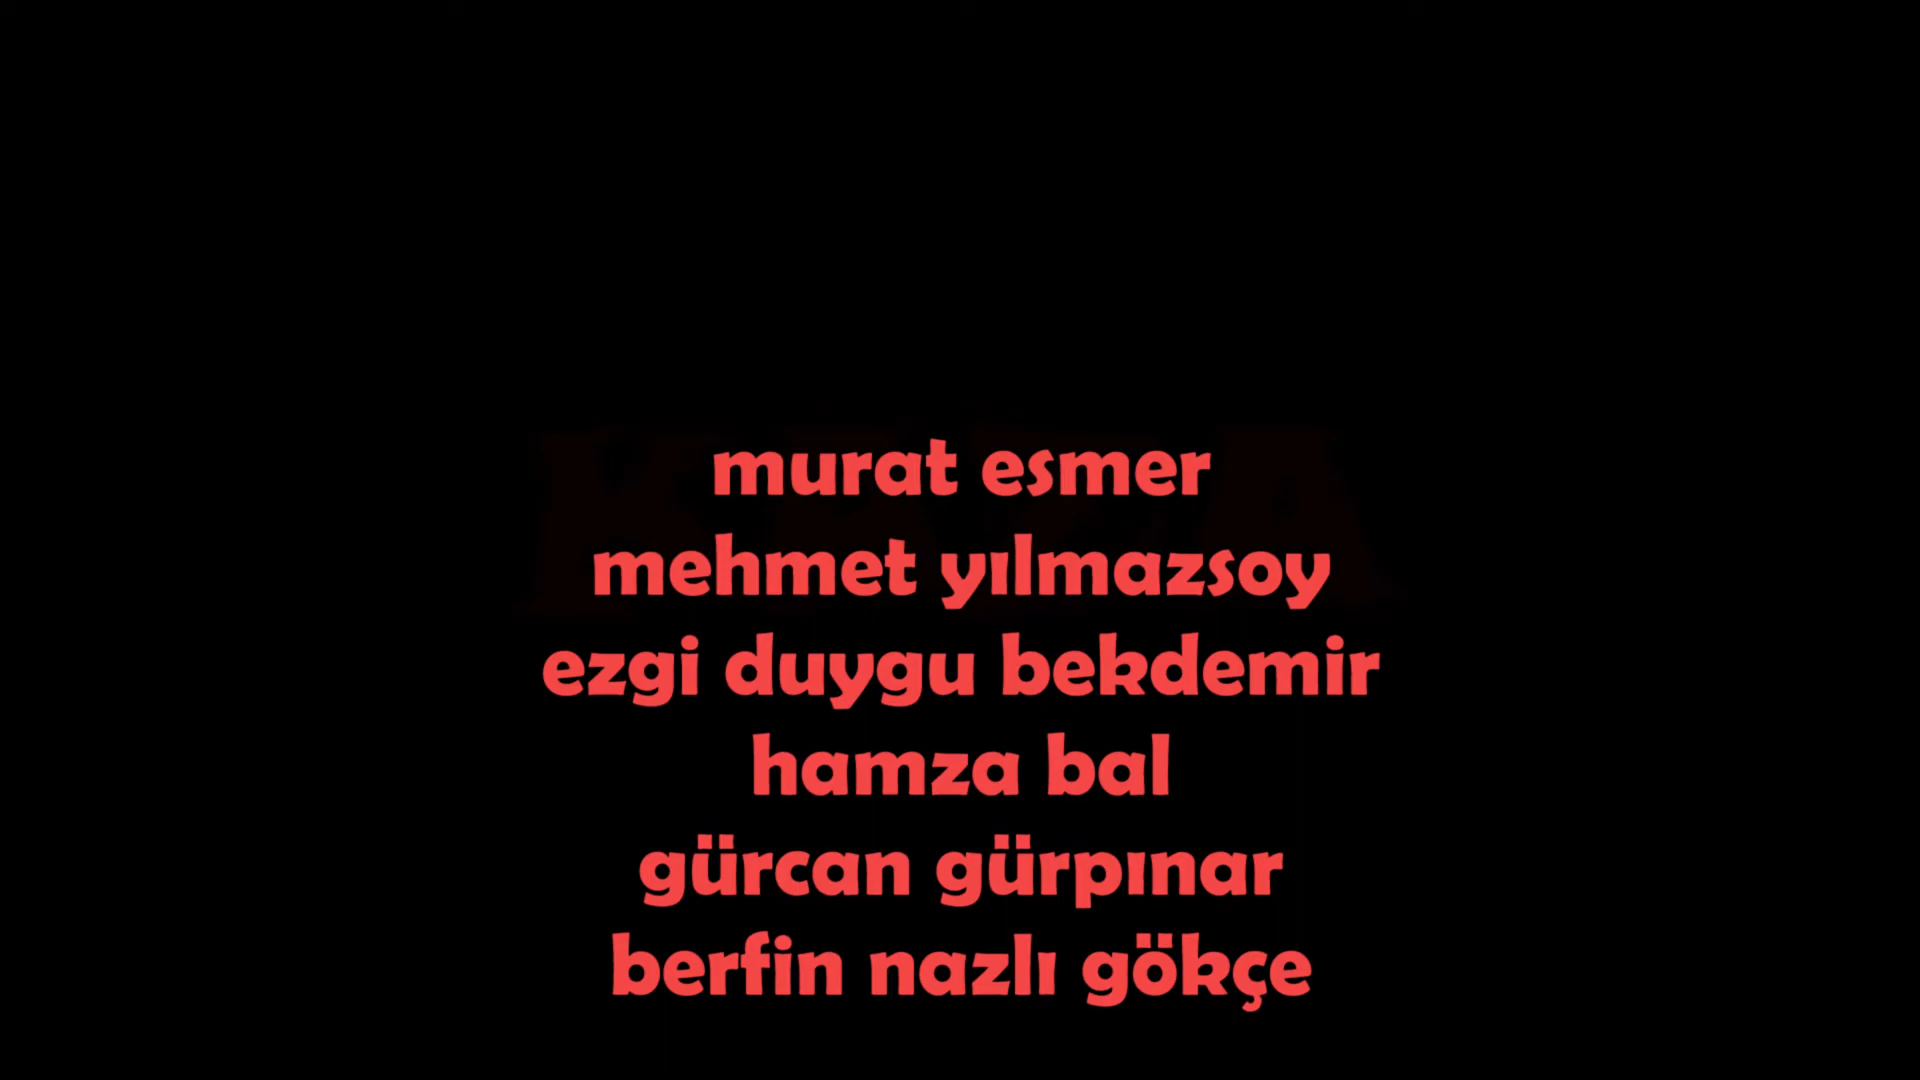 murat esmer
mehmet yılmazsoy
ezgi duygu bekdemir
hamza bal
gürcan gürpınar
berfin nazlı gökçe